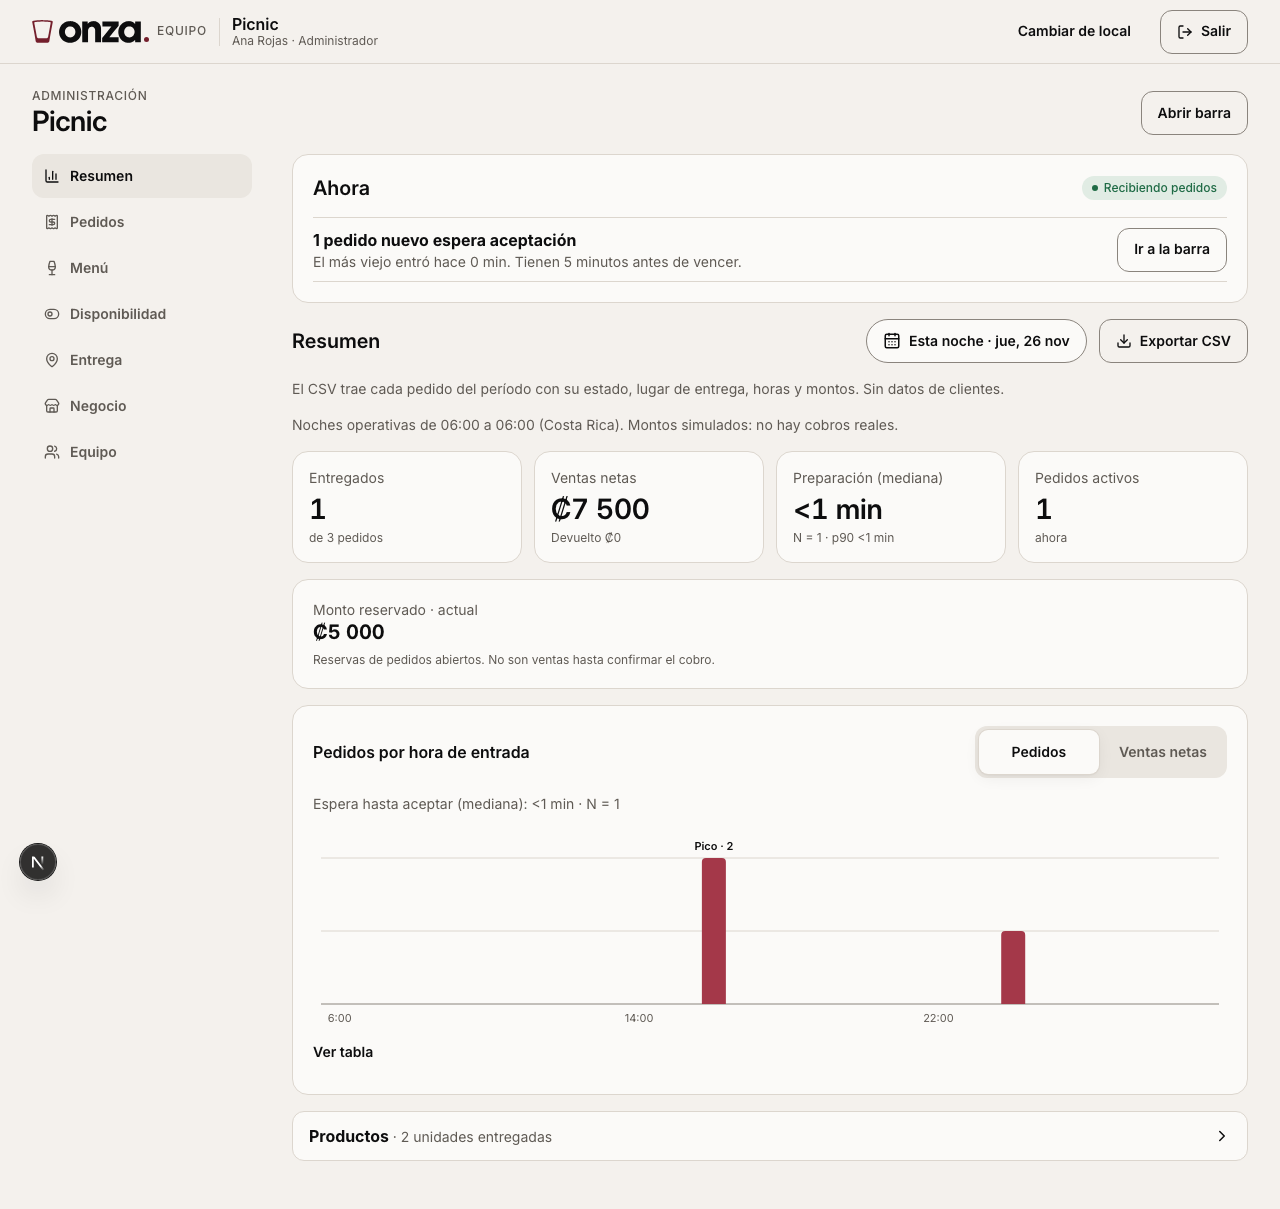 onza. EQUIPO
Picnic
Ana Rojas · Administrador
Cambiar de local
Salir
ADMINISTRACIÓN
Picnic
Abrir barra
Resumen
Pedidos
Menú
Disponibilidad
Entrega
Negocio
Equipo
Ahora
Recibiendo pedidos
1 pedido nuevo espera aceptación
El más viejo entró hace 0 min. Tienen 5 minutos antes de vencer.
Ir a la barra
Resumen
Esta noche · jue, 26 nov
Exportar CSV
El CSV trae cada pedido del período con su estado, lugar de entrega, horas y montos. Sin datos de clientes.
Noches operativas de 06:00 a 06:00 (Costa Rica). Montos simulados: no hay cobros reales.
Entregados
1
de 3 pedidos
Ventas netas
₡7 500
Devuelto ₡0
Preparación (mediana)
<1 min
N = 1 · p90 <1 min
Pedidos activos
1
ahora
Monto reservado · actual
₡5 000
Reservas de pedidos abiertos. No son ventas hasta confirmar el cobro.
Pedidos por hora de entrada
Pedidos
Ventas netas
Espera hasta aceptar (mediana): <1 min · N = 1
Pico · 2
6:00
14:00
22:00
Ver tabla
Productos · 2 unidades entregadas
N